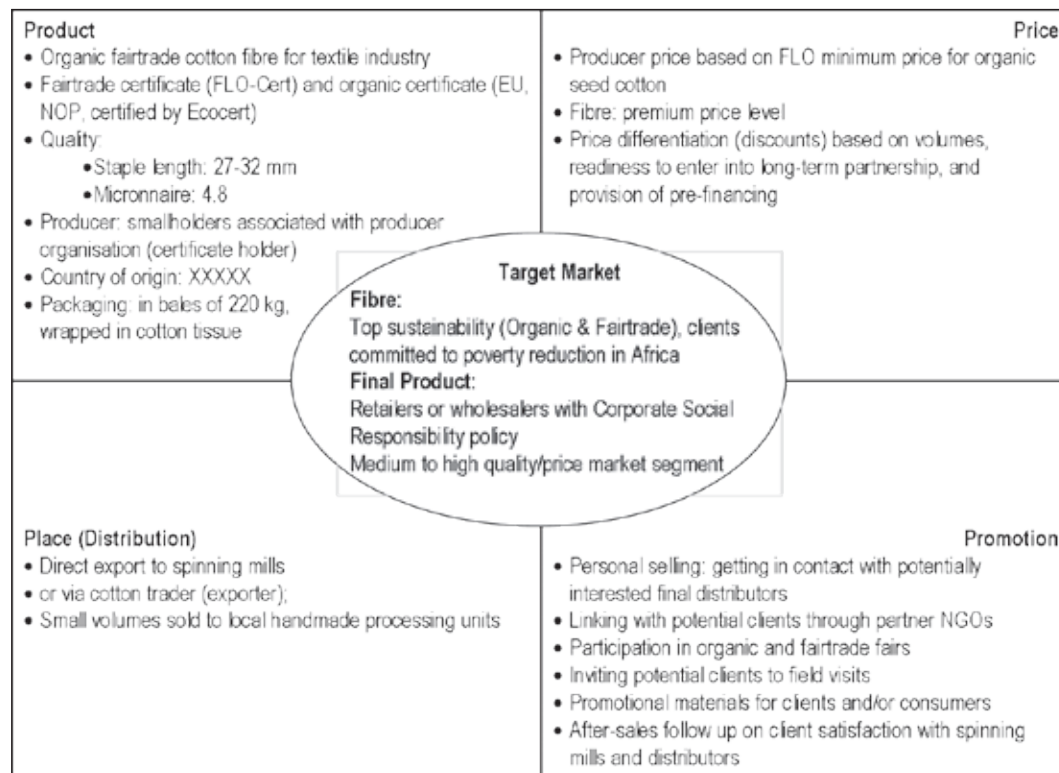 Product
• Organic fairtrade cotton fibre for textile industry
• Fairtrade certificate (FLO-Cert) and organic certificate (EU,
NOP, certified by Ecocert)
• Quality:
•Staple length: 27-32 mm
•Micronnaire: 4.8
• Producer: smallholders associated with producer
organisation (certificate holder)
• Country of origin: XXXXX
• Packaging: in bales of 220 kg,
wrapped in cotton tissue
Price
• Producer price based on FLO minimum price for organic
seed cotton
• Fibre: premium price level
• Price differentiation (discounts) based on volumes,
readiness to enter into long-term partnership, and
provision of pre-financing
Target Market
Fibre:
Top sustainability (Organic & Fairtrade), clients
committed to poverty reduction in Africa
Final Product:
Retailers or wholesalers with Corporate Social
Responsibility policy
Medium to high quality/price market segment
Place (Distribution)
• Direct export to spinning mills
• or via cotton trader (exporter);
• Small volumes sold to local handmade processing units
Promotion
• Personal selling: getting in contact with potentially
interested final distributors
• Linking with potential clients through partner NGOs
• Participation in organic and fairtrade fairs
• Inviting potential clients to field visits
• Promotional materials for clients and/or consumers
• After-sales follow up on client satisfaction with spinning
mills and distributors